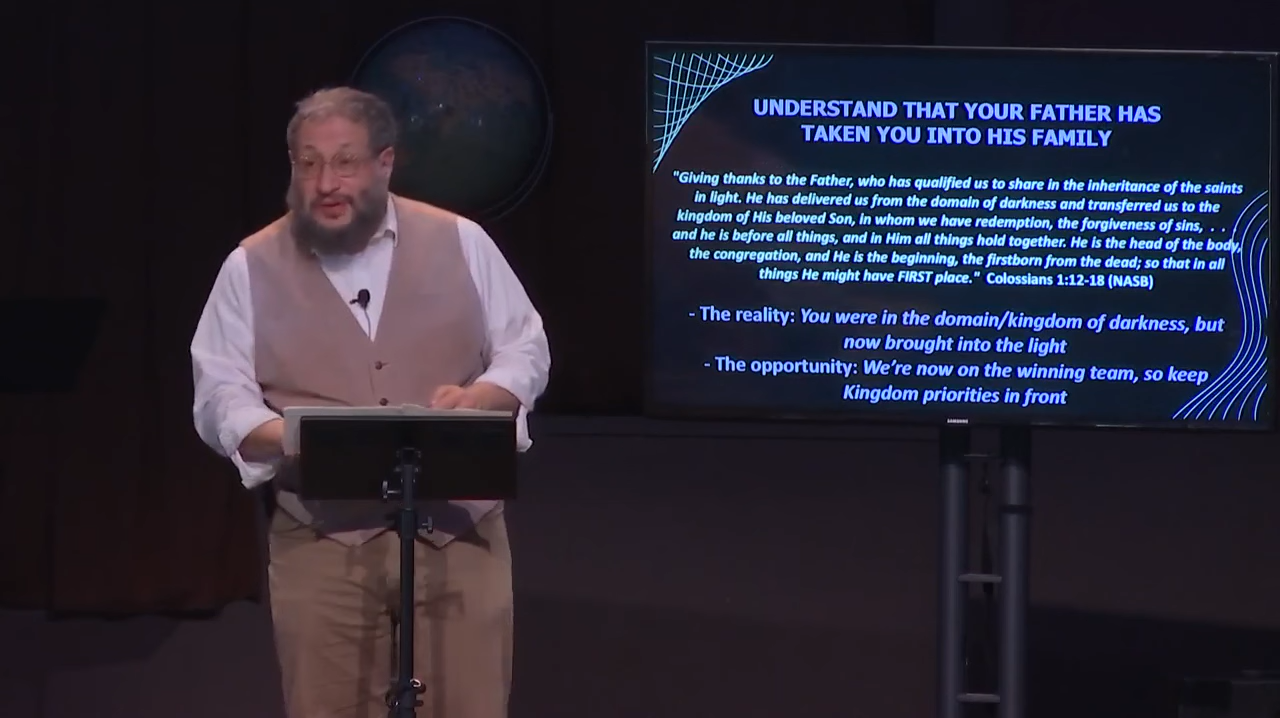 UNDERSTAND THAT YOUR FATHER HAS
TAKEN YOU INTO HIS FAMILY
"Giving thanks to the Father, who has qualified us to share in the inheritance of the saints
in light. He has delivered us from the domain of darkness and transferred us to the
kingdom of His beloved Son, in whom we have redemption, the forgiveness of sins, . . .
and he is before all things, and in Him all things hold together. He is the head of the body,
the congregation, and He is the beginning, the firstborn from the dead; so that in all
things He might have FIRST place." Colossians 1:12-18 (NASB)
- The reality: You were in the domain/kingdom of darkness, but
now brought into the light
- The opportunity: We're now on the winning team, so keep
Kingdom priorities in front
SAMSUNG